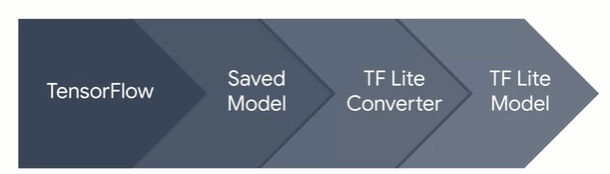 TensorFlow
Saved
Model
TF Lite
Converter
TF Lite
Model